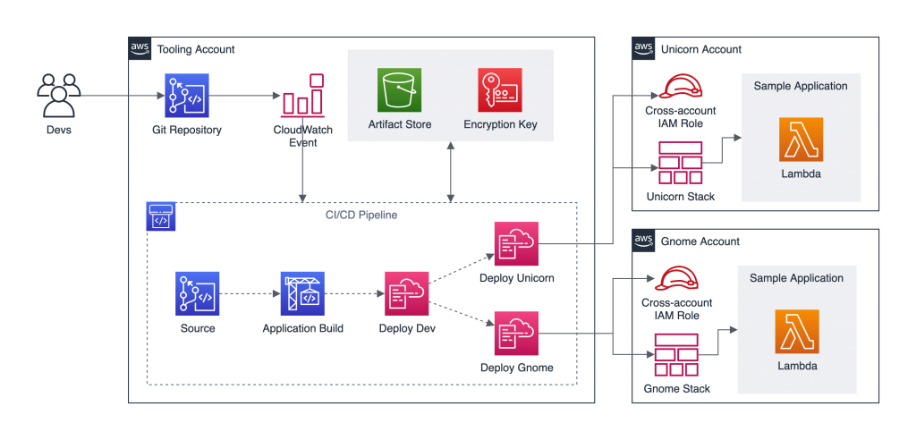 aws
Tooling Account
Devs
Git Repository
CloudWatch
Event
Artifact Store
Encryption Key
CI/CD Pipeline
Source
Application Build
Deploy Dev
Deploy Unicorn
Deploy Gnome
aws
Unicorn Account
Cross-account
IAM Role
Unicorn Stack
Sample Application
Lambda
aws
Gnome Account
Cross-account
IAM Role
Gnome Stack
Sample Application
Lambda